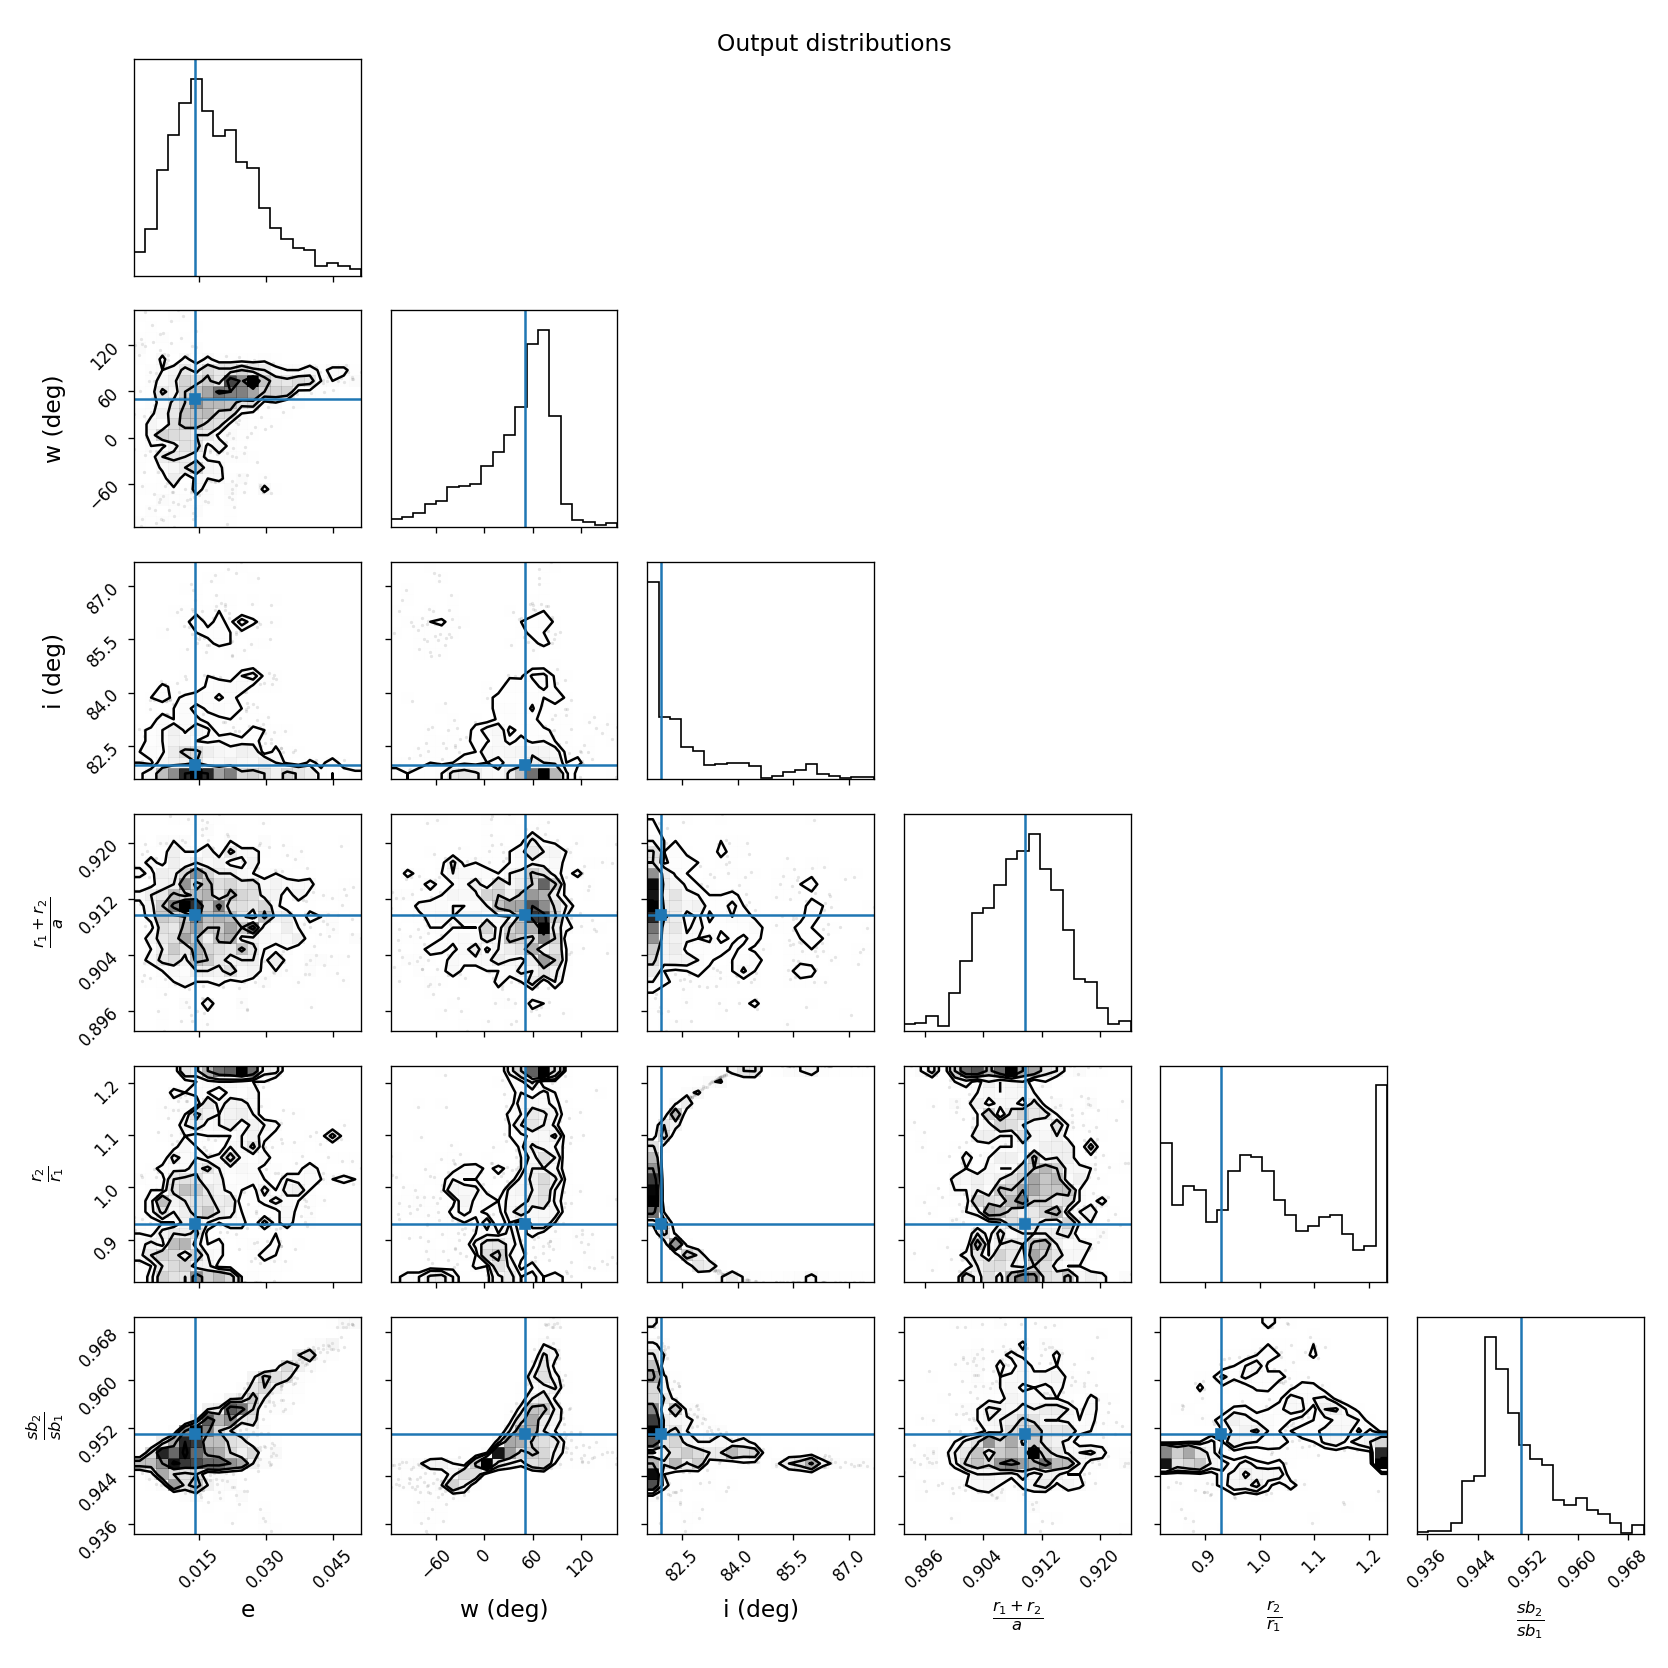 Output distributions
120
60
0
−60
w (deg)
87.0
85.5
84.0
82.5
i (deg)
0.920
0.912
0.904
0.896
r1 + r2
a
1.2
1.1
1.0
0.9
r2
r1
0.968
0.960
0.952
0.944
0.936
sb2
sb1
0.015 0.030 0.045 −60 0 60 120 82.5 84.0 85.5 87.0 0.896 0.904 0.912 0.920 0.9 1.0 1.1 1.2 0.936 0.944 0.952 0.960 0.968
e w (deg) i (deg) r1 + r2 r2 sb2
a r1 sb1